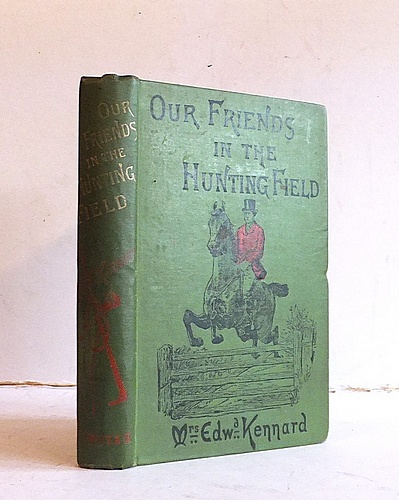 OUR
FRIENDS
IN THE
HUNTING
FIELD
OUR FRIENDS
IN THE
HUNTING FIELD
Mrs Edwd Kennard